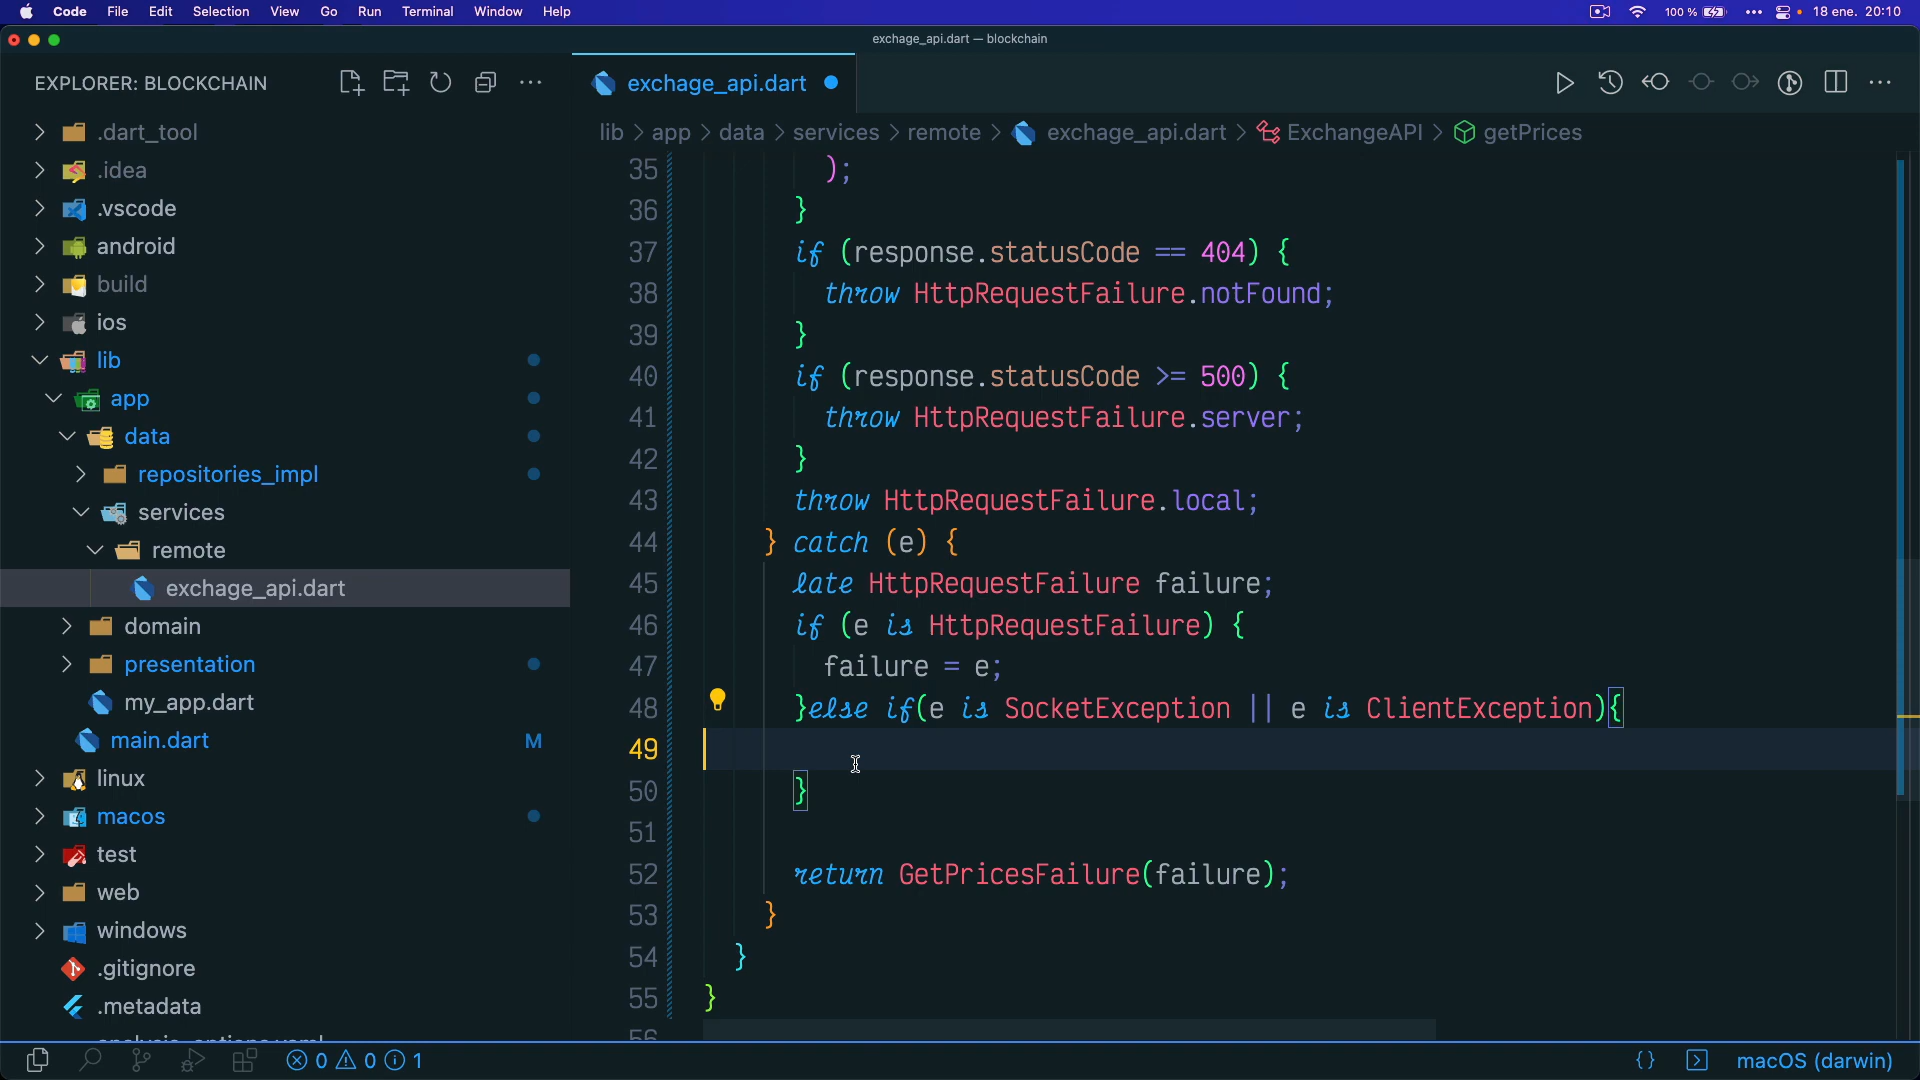 Code File Edit Selection View Go Run Terminal Window Help 100 % 18 ene. 20:10
exchage_api.dart — blockchain
EXPLORER: BLOCKCHAIN
exchage_api.dart
lib > app > data > services > remote > exchage_api.dart > ExchangeAPI > getPrices
.dart_tool
.idea
.vscode
android
build
ios
lib
app
data
repositories_impl
services
remote
exchage_api.dart
domain
presentation
my_app.dart
main.dart M
linux
macos
test
web
windows
.gitignore
.metadata
35 );
36 }
37 if (response.statusCode == 404) {
38 throw HttpRequestFailure.notFound;
39 }
40 if (response.statusCode >= 500) {
41 throw HttpRequestFailure.server;
42 }
43 throw HttpRequestFailure.local;
44 } catch (e) {
45 late HttpRequestFailure failure;
46 if (e is HttpRequestFailure) {
47 failure = e;
48 }else if(e is SocketException || e is ClientException){
49
50 }
51
52 return GetPricesFailure(failure);
53 }
54 }
55 }
0 0 1 {} macOS (darwin)